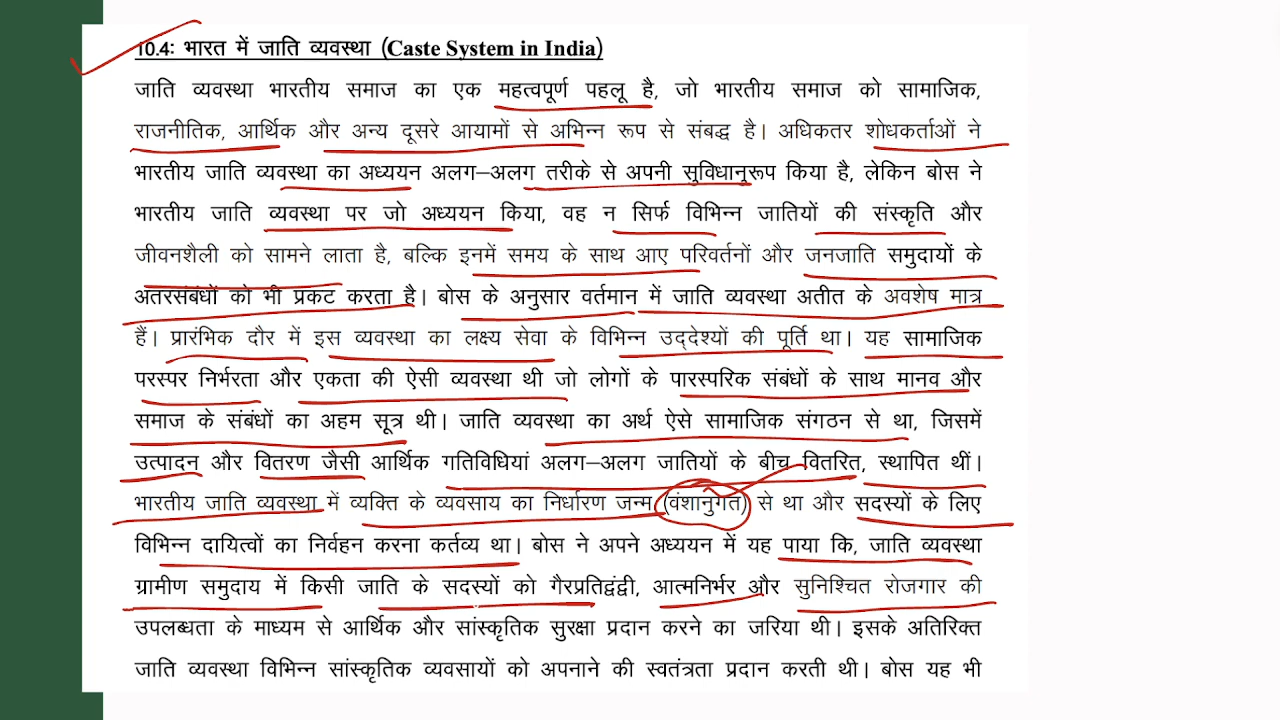 10.4: भारत में जाति व्यवस्था (Caste System in India)
जाति व्यवस्था भारतीय समाज का एक महत्वपूर्ण पहलू है, जो भारतीय समाज को सामाजिक,
राजनीतिक, आर्थिक और अन्य दूसरे आयामों से अभिन्न रूप से संबद्ध है। अधिकतर शोधकर्ताओं ने
भारतीय जाति व्यवस्था का अध्ययन अलग–अलग तरीके से अपनी सुविधानुरूप किया है, लेकिन बोस ने
भारतीय जाति व्यवस्था पर जो अध्ययन किया, वह न सिर्फ विभिन्न जातियों की संस्कृति और
जीवनशैली को सामने लाता है, बल्कि इनमें समय के साथ आए परिवर्तनों और जनजाति समुदायों के
अतरसंबंधों को भी प्रकट करता है। बोस के अनुसार वर्तमान में जाति व्यवस्था अतीत के अवशेष मात्र
हैं। प्रारंभिक दौर में इस व्यवस्था का लक्ष्य सेवा के विभिन्न उद्देश्यों की पूर्ति था। यह सामाजिक
परस्पर निर्भरता और एकता की ऐसी व्यवस्था थी जो लोगों के पारस्परिक संबंधों के साथ मानव और
समाज के संबंधों का अहम सूत्र थी। जाति व्यवस्था का अर्थ ऐसे सामाजिक संगठन से था, जिसमें
उत्पादन और वितरण जैसी आर्थिक गतिविधियां अलग–अलग जातियों के बीच वितरित, स्थापित थीं।
भारतीय जाति व्यवस्था में व्यक्ति के व्यवसाय का निर्धारण जन्म (वंशानुगत) से था और सदस्यों के लिए
विभिन्न दायित्वों का निर्वहन करना कर्तव्य था। बोस ने अपने अध्ययन में यह पाया कि, जाति व्यवस्था
ग्रामीण समुदाय में किसी जाति के सदस्यों को गैरप्रतिद्वंद्वी, आत्मनिर्भर और सुनिश्चित रोजगार की
उपलब्धता के माध्यम से आर्थिक और सांस्कृतिक सुरक्षा प्रदान करने का जरिया थी। इसके अतिरिक्त
जाति व्यवस्था विभिन्न सांस्कृतिक व्यवसायों को अपनाने की स्वतंत्रता प्रदान करती थी। बोस यह भी